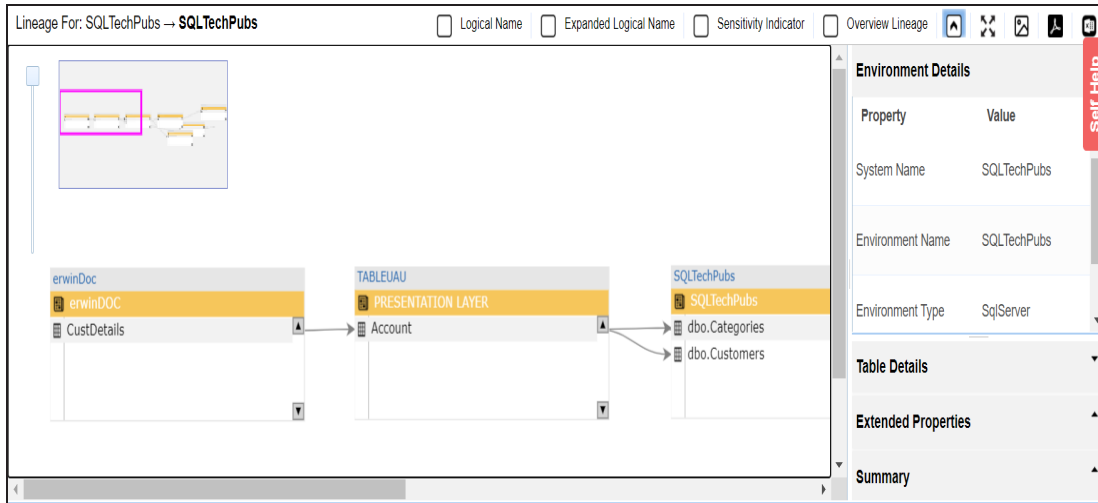 Lineage For: SQLTechPubs → SQLTechPubs
Logical Name
Expanded Logical Name
Sensitivity Indicator
Overview Lineage
Self Help
Environment Details
Property Value
System Name SQLTechPubs
Environment Name SQLTechPubs
Environment Type SqlServer
Table Details
Extended Properties
Summary
erwinDoc
erwinDOC
CustDetails
TABLEUAU
PRESENTATION LAYER
Account
SQLTechPubs
SQLTechPubs
dbo.Categories
dbo.Customers